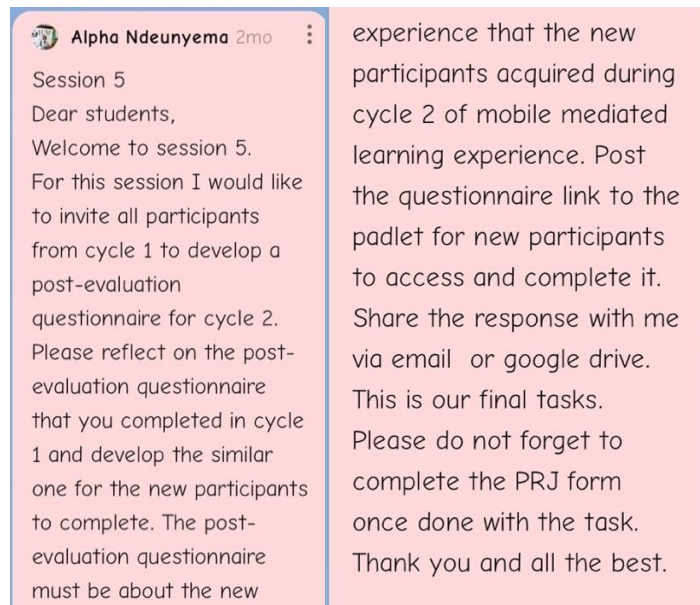 Alpha Ndeunyema 2mo
Session 5
Dear students,
Welcome to session 5.
For this session I would like
to invite all participants
from cycle 1 to develop a
post-evaluation
questionnaire for cycle 2.
Please reflect on the post-
evaluation questionnaire
that you completed in cycle
1 and develop the similar
one for the new participants
to complete. The post-
evaluation questionnaire
must be about the new
experience that the new
participants acquired during
cycle 2 of mobile mediated
learning experience. Post
the questionnaire link to the
padlet for new participants
to access and complete it.
Share the response with me
via email or google drive.
This is our final tasks.
Please do not forget to
complete the PRJ form
once done with the task.
Thank you and all the best.